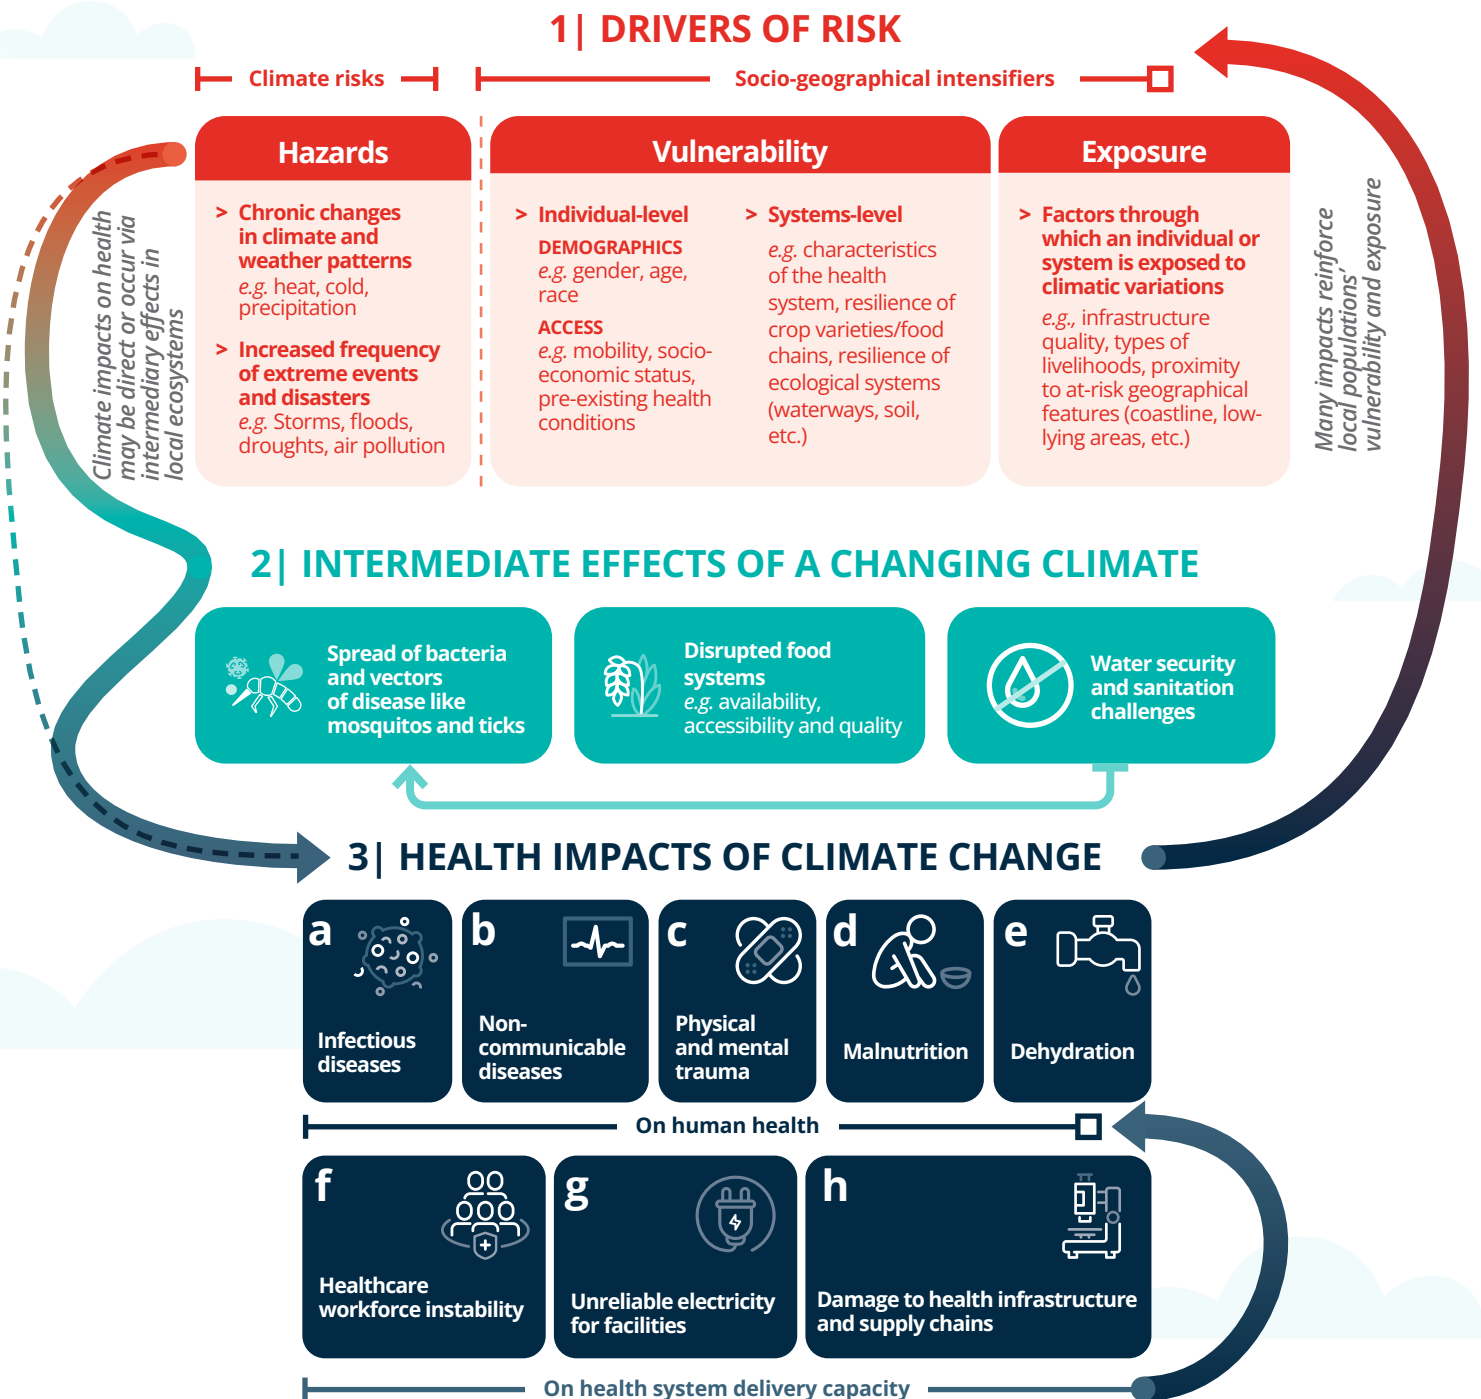 1| DRIVERS OF RISK
Climate risks
Socio-geographical intensifiers
Hazards
> Chronic changes
in climate and
weather patterns
e.g. heat, cold,
precipitation
> Increased frequency
of extreme events
and disasters
e.g. Storms, floods,
droughts, air pollution
Vulnerability
> Individual-level
DEMOGRAPHICS
e.g. gender, age,
race
ACCESS
e.g. mobility, socio-
economic status,
pre-existing health
conditions
> Systems-level
e.g. characteristics
of the health
system, resilience of
crop varieties/food
chains, resilience of
ecological systems
(waterways, soil,
etc.)
Exposure
> Factors through
which an individual or
system is exposed to
climatic variations
e.g., infrastructure
quality, types of
livelihoods, proximity
to at-risk geographical
features (coastline, low-
lying areas, etc.)
Climate impacts on health
may be direct or occur via
intermediary effects in
local ecosystems
Many impacts reinforce
local populations'
vulnerability and exposure
2| INTERMEDIATE EFFECTS OF A CHANGING CLIMATE
Spread of bacteria
and vectors
of disease like
mosquitos and ticks
Disrupted food
systems
e.g. availability,
accessibility and quality
Water security
and sanitation
challenges
3| HEALTH IMPACTS OF CLIMATE CHANGE
a
Infectious
diseases
b
Non-
communicable
diseases
c
Physical
and mental
trauma
d
Malnutrition
e
Dehydration
On human health
f
Healthcare
workforce instability
g
Unreliable electricity
for facilities
h
Damage to health infrastructure
and supply chains
On health system delivery capacity